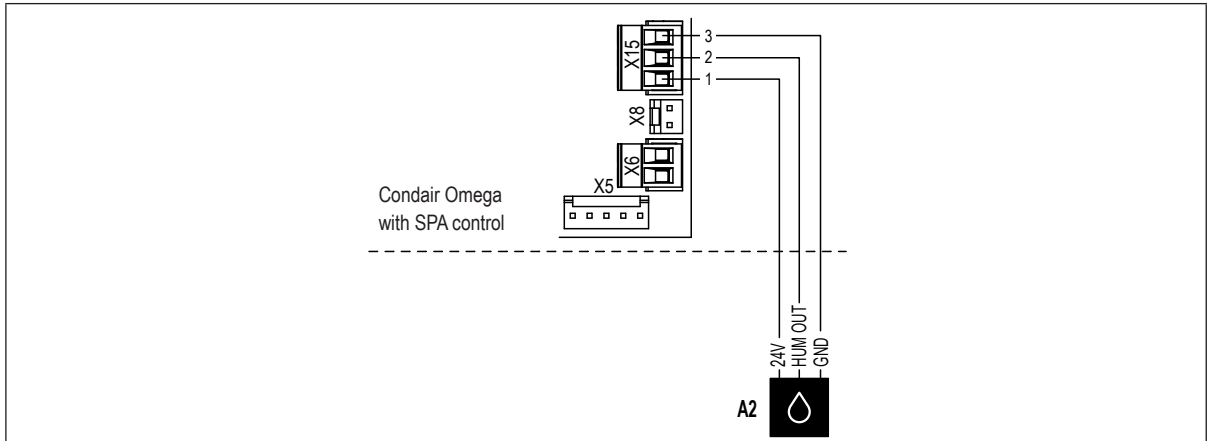 X15
3
2
1
X8
X6
X5
Condair Omega
with SPA control
24V
HUM OUT
GND
A2